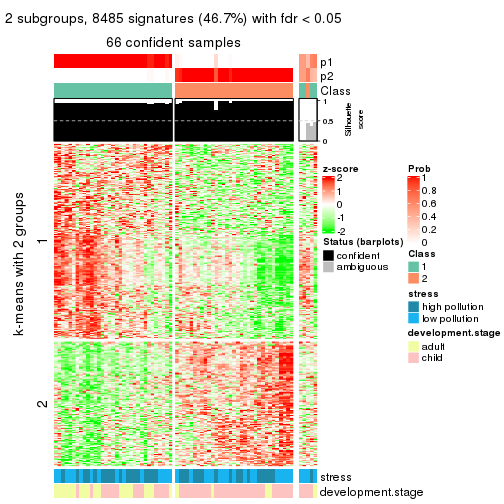 2 subgroups, 8485 signatures (46.7%) with fdr < 0.05
66 confident samples
p1
p2
Class
1
0.5
0
Silhouette
score
k-means with 2 groups
1
2
z-score
2
1
0
-1
-2
Status (barplots)
confident
ambiguous
Prob
1
0.8
0.6
0.4
0.2
0
Class
1
2
stress
high pollution
low pollution
development.stage
adult
child
stress
development.stage